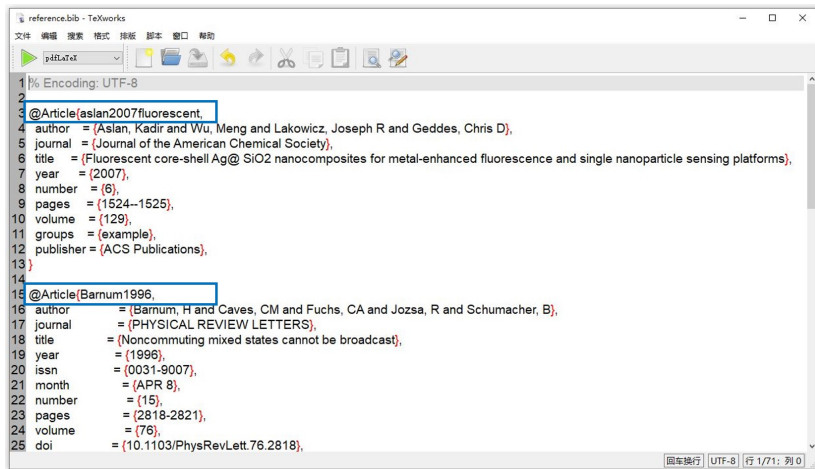 reference.bib - TeXworks
文件 编辑 搜索 格式 排版 脚本 窗口 帮助
pdfLaTeX
1 % Encoding: UTF-8
2
3 @Article{aslan2007fluorescent,
4 author = {Aslan, Kadir and Wu, Meng and Lakowicz, Joseph R and Geddes, Chris D},
5 journal = {Journal of the American Chemical Society},
6 title = {Fluorescent core-shell Ag@ SiO2 nanocomposites for metal-enhanced fluorescence and single nanoparticle sensing platforms},
7 year = {2007},
8 number = {6},
9 pages = {1524--1525},
10 volume = {129},
11 groups = {example},
12 publisher = {ACS Publications},
13 }
14
15 @Article{Barnum1996,
16 author = {Barnum, H and Caves, CM and Fuchs, CA and Jozsa, R and Schumacher, B},
17 journal = {PHYSICAL REVIEW LETTERS},
18 title = {Noncommuting mixed states cannot be broadcast},
19 year = {1996},
20 issn = {0031-9007},
21 month = {APR 8},
22 number = {15},
23 pages = {2818-2821},
24 volume = {76},
25 doi = {10.1103/PhysRevLett.76.2818},
回车换行 UTF-8 行 1/71; 列 0